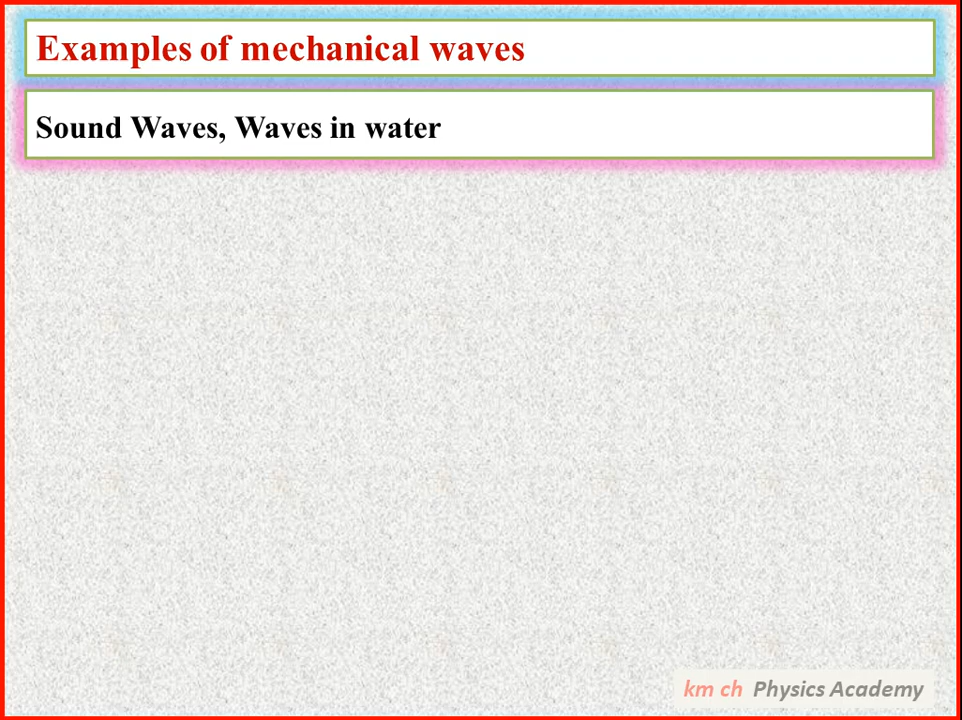 Examples of mechanical waves
Sound Waves, Waves in water
km ch Physics Academy